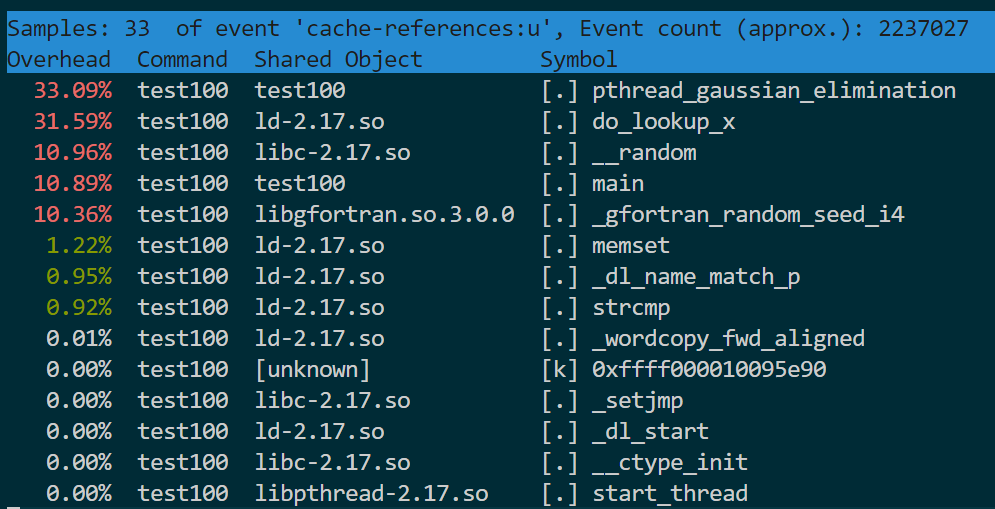 Samples: 33  of event 'cache-references:u', Event count (approx.): 2237027
Overhead  Command  Shared Object         Symbol
33.09%  test100  test100               [.] pthread_gaussian_elimination
31.59%  test100  ld-2.17.so            [.] do_lookup_x
10.96%  test100  libc-2.17.so          [.] __random
10.89%  test100  test100               [.] main
10.36%  test100  libgfortran.so.3.0.0  [.] _gfortran_random_seed_i4
1.22%  test100  ld-2.17.so            [.] memset
0.95%  test100  ld-2.17.so            [.] _dl_name_match_p
0.92%  test100  ld-2.17.so            [.] strcmp
0.01%  test100  ld-2.17.so            [.] _wordcopy_fwd_aligned
0.00%  test100  [unknown]             [k] 0xffff000010095e90
0.00%  test100  libc-2.17.so          [.] _setjmp
0.00%  test100  ld-2.17.so            [.] _dl_start
0.00%  test100  libc-2.17.so          [.] __ctype_init
0.00%  test100  libpthread-2.17.so    [.] start_thread